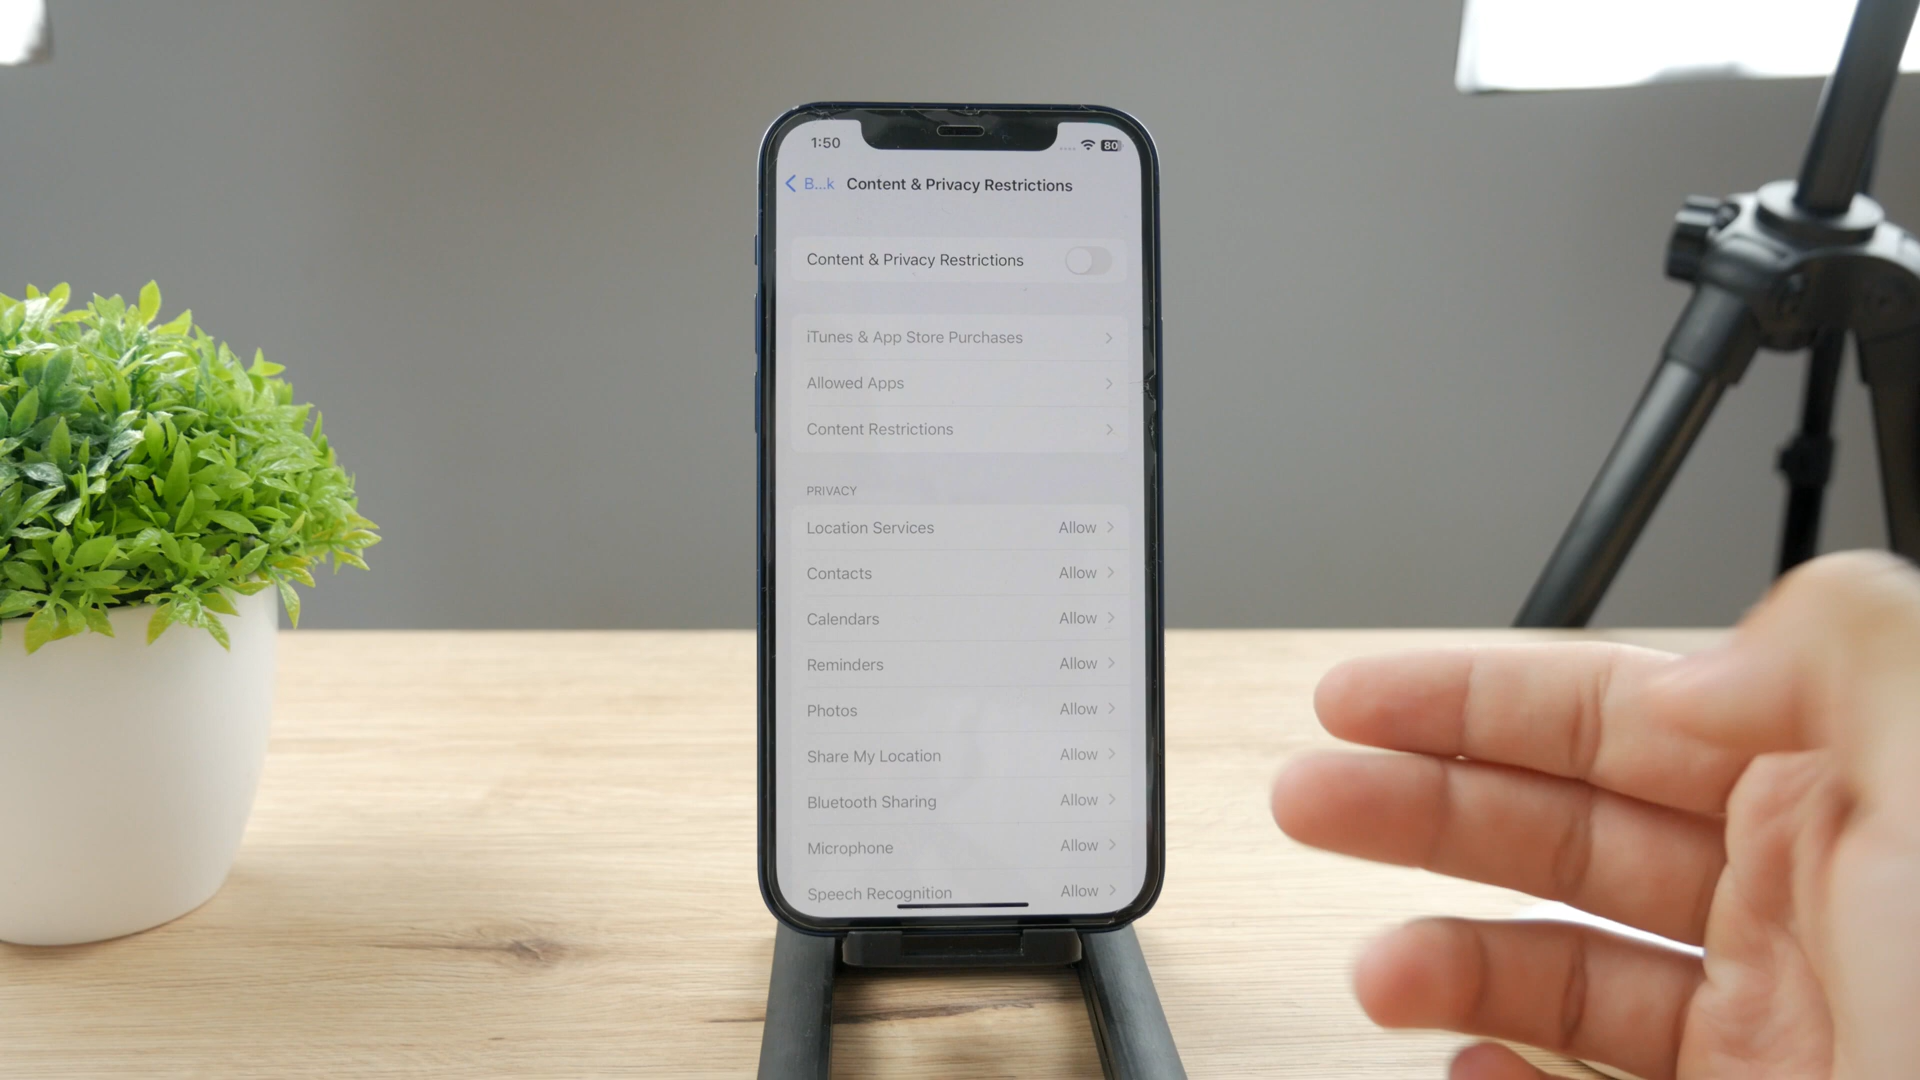 1:50
80
B...k Content & Privacy Restrictions
Content & Privacy Restrictions
iTunes & App Store Purchases
Allowed Apps
Content Restrictions
PRIVACY
Location Services Allow
Contacts Allow
Calendars Allow
Reminders Allow
Photos Allow
Share My Location Allow
Bluetooth Sharing Allow
Microphone Allow
Speech Recognition Allow